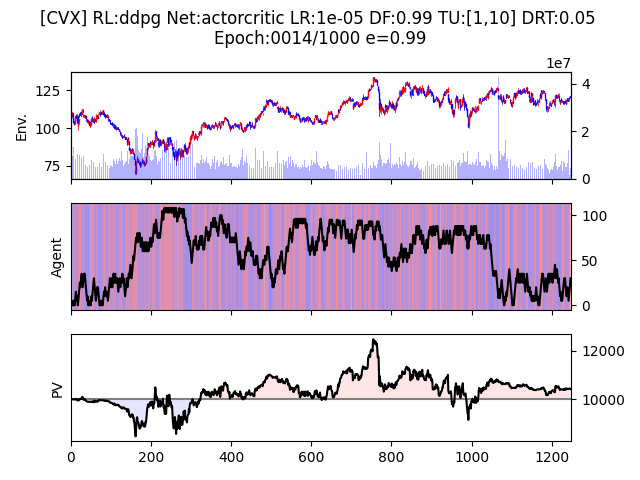 [CVX] RL:ddpg Net:actorcritic LR:1e-05 DF:0.99 TU:[1,10] DRT:0.05
Epoch:0014/1000 e=0.99
1e7
125
100
75
Env.
4
2
0
Agent
100
50
0
PV
12000
10000
0 200 400 600 800 1000 1200